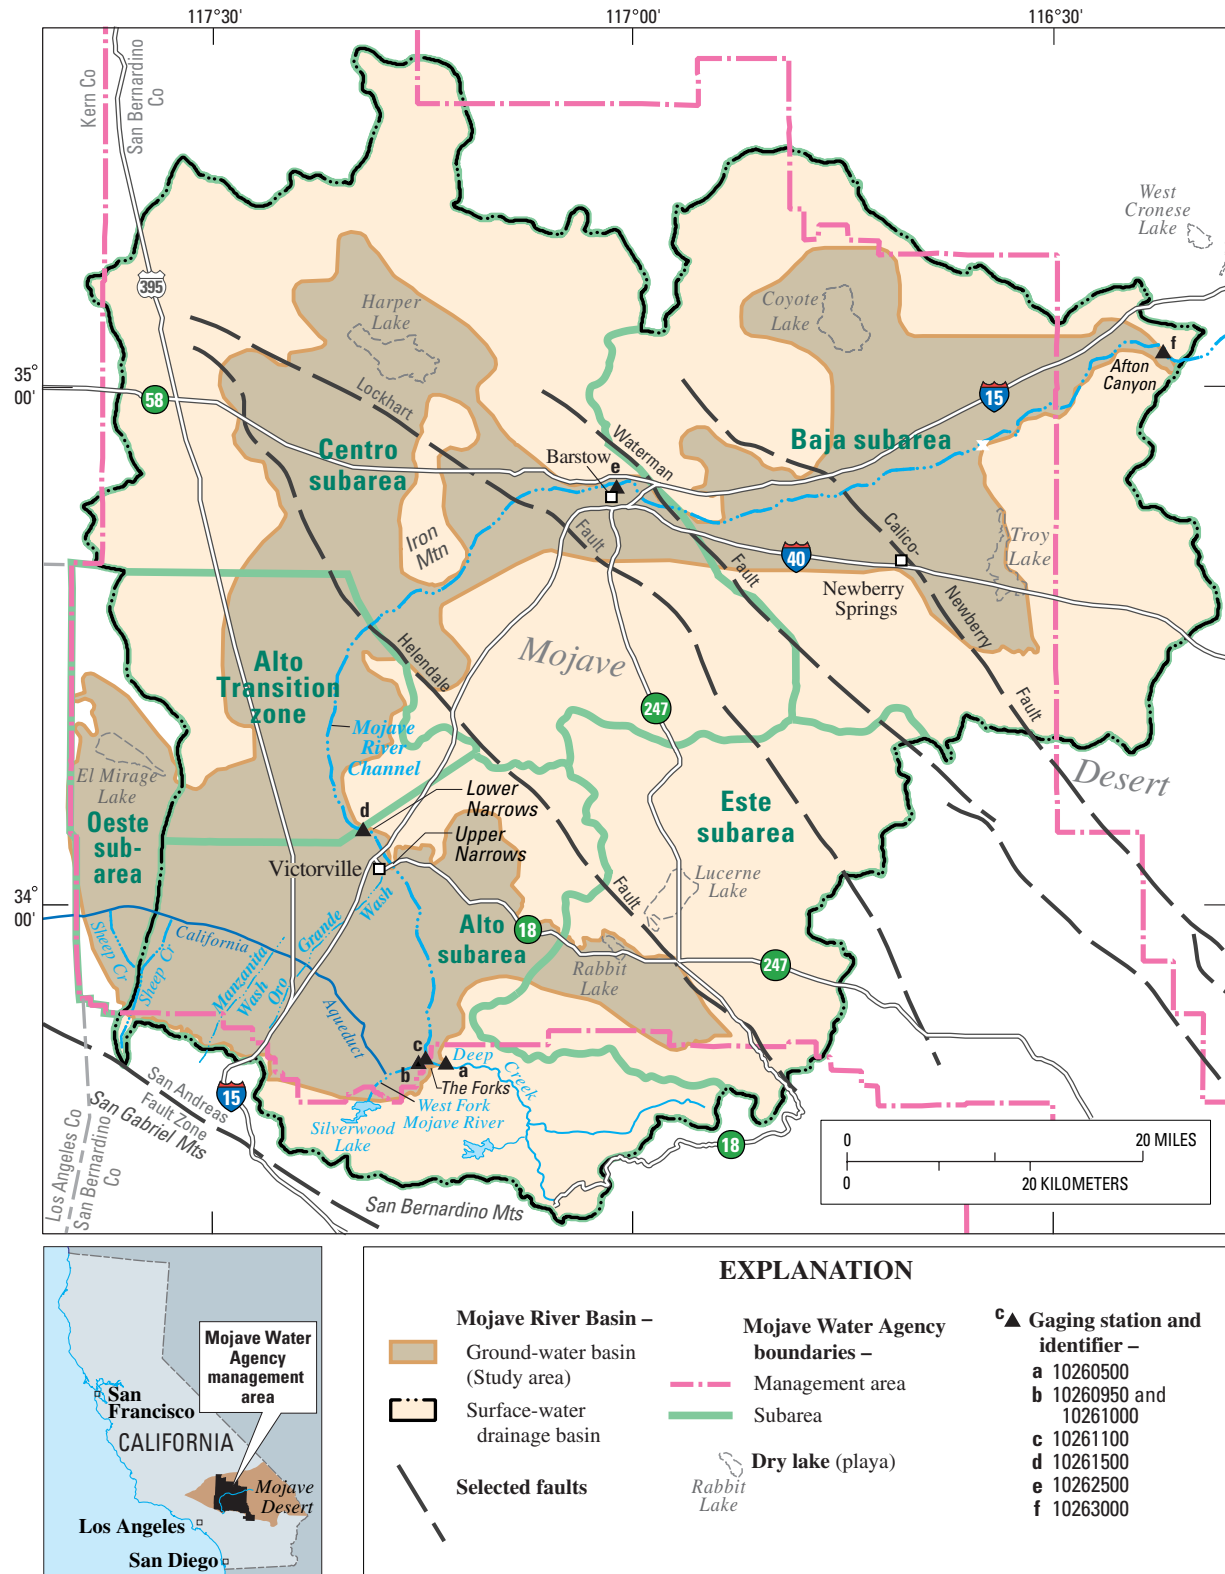 117°30'
117°00'
116°30'
Kern Co
San Bernardino
Co
West
Cronese
Lake
395
Harper
Lake
Coyote
Lake
f
Afton
Canyon
35°
00'
58
Lockhart
15
Centro
subarea
Waterman
Baja subarea
Barstow
e
Iron
Mtn
Fault
Fault
40
Calico-
Newberry
Fault
Troy
Lake
Newberry
Springs
Mojave
Desert
Alto
Transition
zone
Helendale
Fault
247
Mojave
River
Channel
El Mirage
Lake
Lower
Narrows
d
Upper
Narrows
Este
subarea
Oeste
sub-
area
Victorville
34°
00'
Lucerne
Lake
Sheep Cr
Sheep Cr
California
Aqueduct
Manzanita
Wash
Oro Grande
Wash
Alto
subarea
18
Rabbit
Lake
247
c
b
a
Deep
Creek
The Forks
West Fork
Mojave River
Silverwood
Lake
15
San Andreas
Fault Zone
San Gabriel Mts
18
San Bernardino Mts
Los Angeles Co
San Bernardino
Co
0 20 MILES
0 20 KILOMETERS
Mojave Water
Agency
management
area
San
Francisco
CALIFORNIA
Mojave
Desert
Los Angeles
San Diego
EXPLANATION
Mojave River Basin –
Ground-water basin
(Study area)
Surface-water
drainage basin
Selected faults
Mojave Water Agency
boundaries –
Management area
Subarea
Rabbit
Lake
Dry lake (playa)
c Gaging station and
identifier –
a 10260500
b 10260950 and
10261000
c 10261100
d 10261500
e 10262500
f 10263000